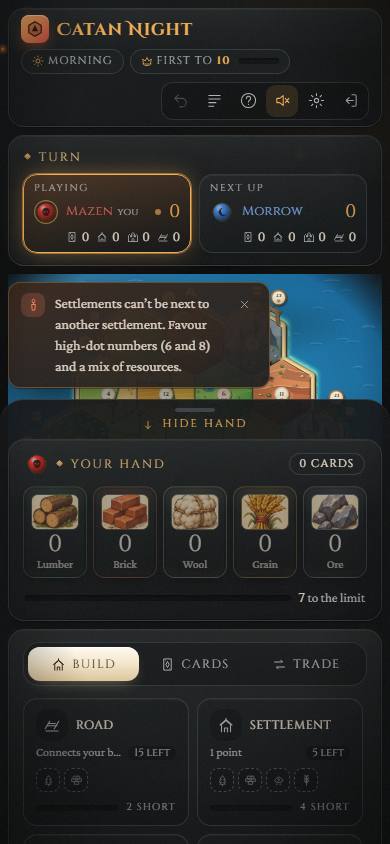 Catan Night
MORNING
FIRST TO 10
TURN
PLAYING
MAZEN YOU
0
0 0 0 0
NEXT UP
MORROW
0
0 0 0 0
Settlements can't be next to
another settlement. Favour
high-dot numbers (6 and 8)
and a mix of resources.
HIDE HAND
YOUR HAND
0 CARDS
0 0 0 0 0
Lumber Brick Wool Grain Ore
7 to the limit
BUILD CARDS TRADE
ROAD
Connects your b... 15 LEFT
2 SHORT
SETTLEMENT
1 point 5 LEFT
4 SHORT